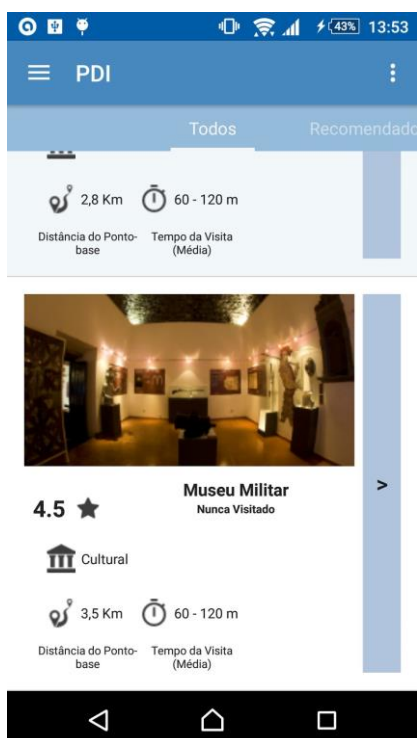 43% 13:53
PDI
Todos Recomendado
2,8 Km 60 - 120 m
Distância do Ponto- Tempo da Visita
base (Média)
Museu Militar
4.5 Nunca Visitado
>
Cultural
3,5 Km 60 - 120 m
Distância do Ponto- Tempo da Visita
base (Média)